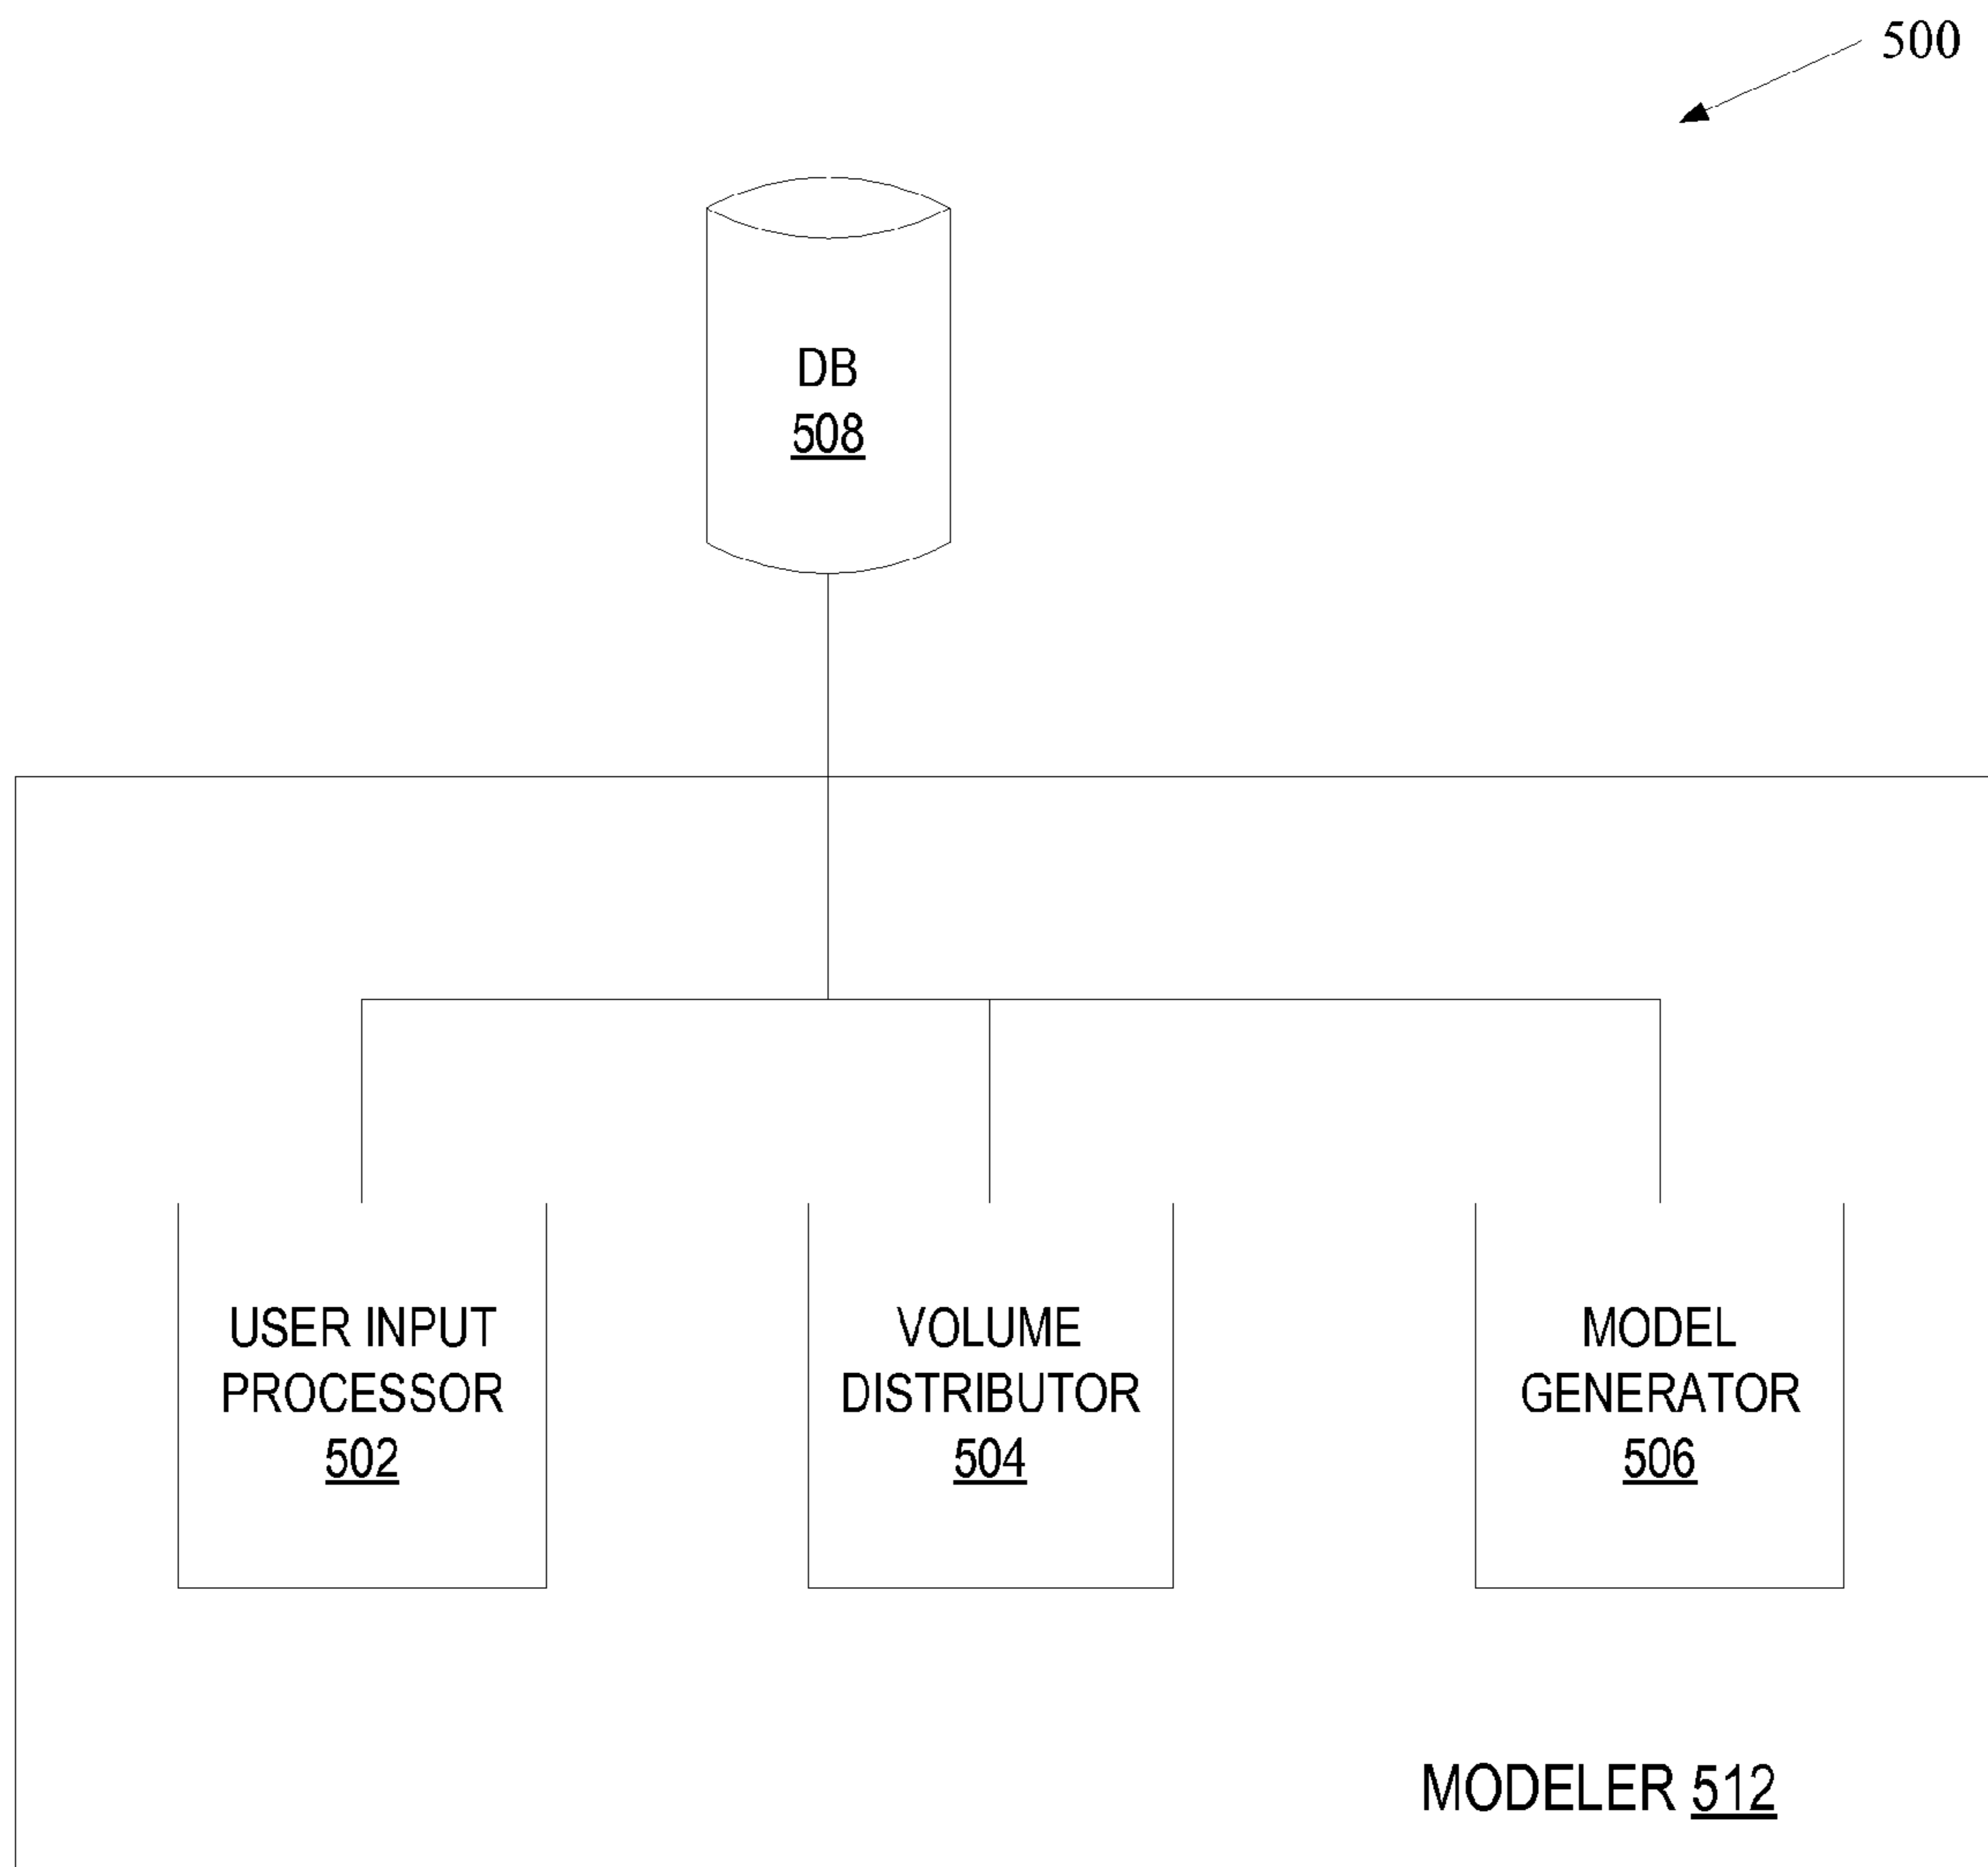 500
DB
508
USER INPUT
PROCESSOR
502
VOLUME
DISTRIBUTOR
504
MODEL
GENERATOR
506
MODELER 512